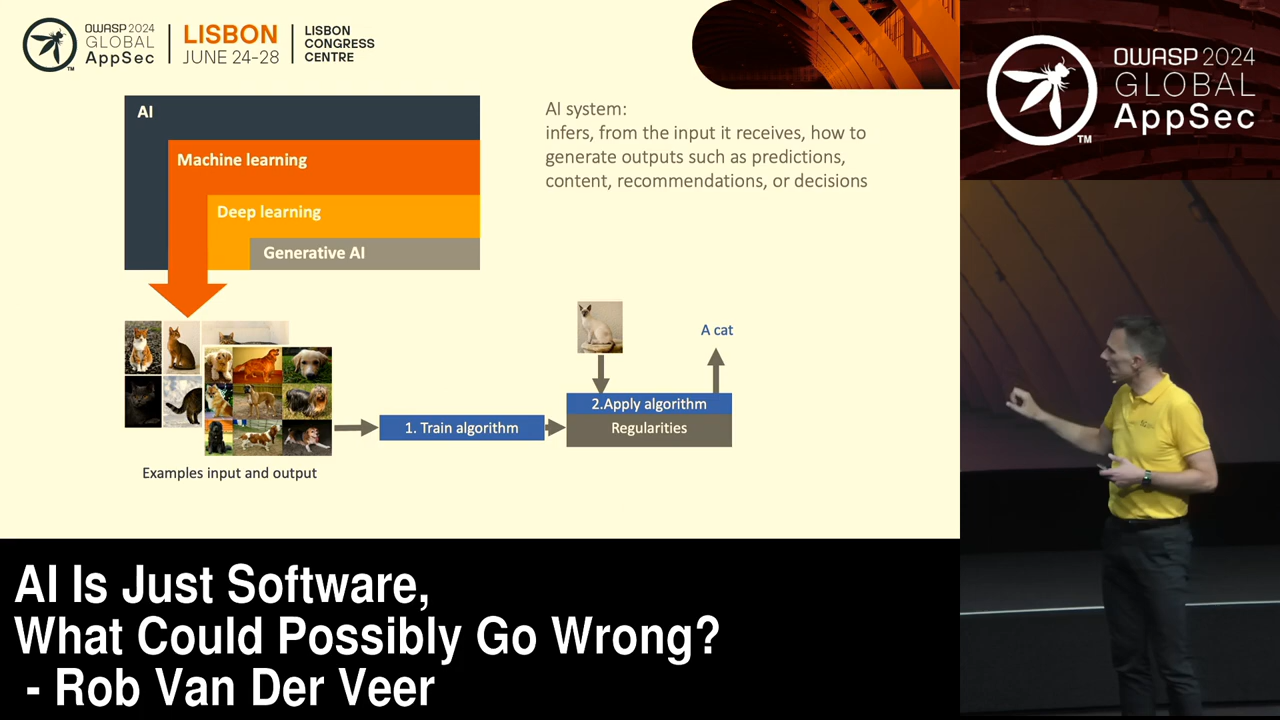 OWASP 2024
GLOBAL
AppSec
LISBON
JUNE 24-28
LISBON
CONGRESS
CENTRE
AI
Machine learning
Deep learning
Generative AI
AI system:
infers, from the input it receives, how to
generate outputs such as predictions,
content, recommendations, or decisions
A cat
1. Train algorithm
2.Apply algorithm
Regularities
Examples input and output
OWASP 2024
GLOBAL
AppSec
TM
AI Is Just Software,
What Could Possibly Go Wrong?
- Rob Van Der Veer